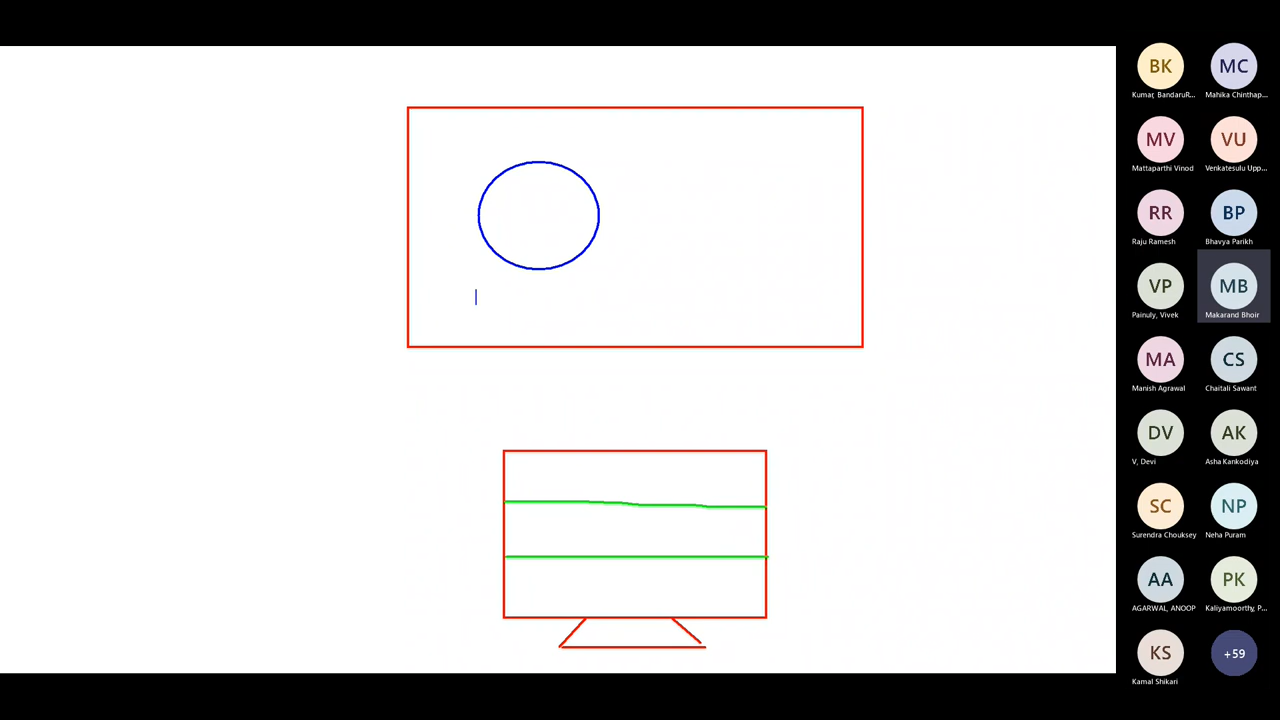 BK
MC
Kumar, BandaruR...
Mahika Chinthap...
MV
VU
Mattaparthi Vinod
Venkatesulu Upp...
RR
BP
Raju Ramesh
Bhavya Parikh
VP
MB
Painuly, Vivek
Makarand Bhoir
MA
CS
Manish Agrawal
Chaitali Sawant
DV
AK
V, Devi
Asha Kankodiya
SC
NP
Surendra Chouksey
Neha Puram
AA
PK
AGARWAL, ANOOP
Kaliyamoorthy, P...
KS
+59
Kamal Shikari